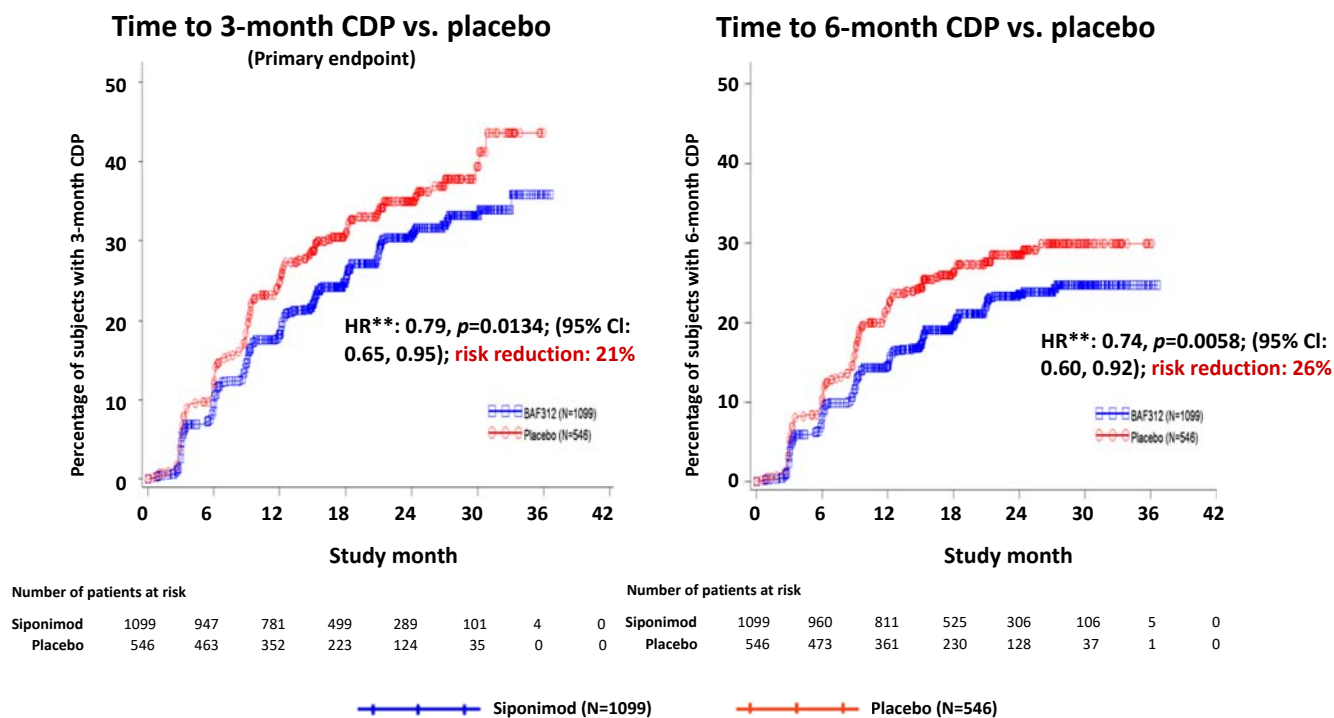 Time to 3-month CDP vs. placebo
(Primary endpoint)
Percentage of subjects with 3-month CDP
50
40
30
20
10
0
HR**: 0.79, p=0.0134; (95% CI:
0.65, 0.95); risk reduction: 21%
BAF312 (N=1099)
Placebo (N=546)
0 6 12 18 24 30 36 42
Study month
Number of patients at risk
Siponimod 1099 947 781 499 289 101 4 0
Placebo 546 463 352 223 124 35 0 0
Time to 6-month CDP vs. placebo
Percentage of subjects with 6-month CDP
50
40
30
20
10
0
HR**: 0.74, p=0.0058; (95% CI:
0.60, 0.92); risk reduction: 26%
BAF312 (N=1099)
Placebo (N=546)
0 6 12 18 24 30 36 42
Study month
Number of patients at risk
Siponimod 1099 960 811 525 306 106 5 0
Placebo 546 473 361 230 128 37 1 0
Siponimod (N=1099) Placebo (N=546)